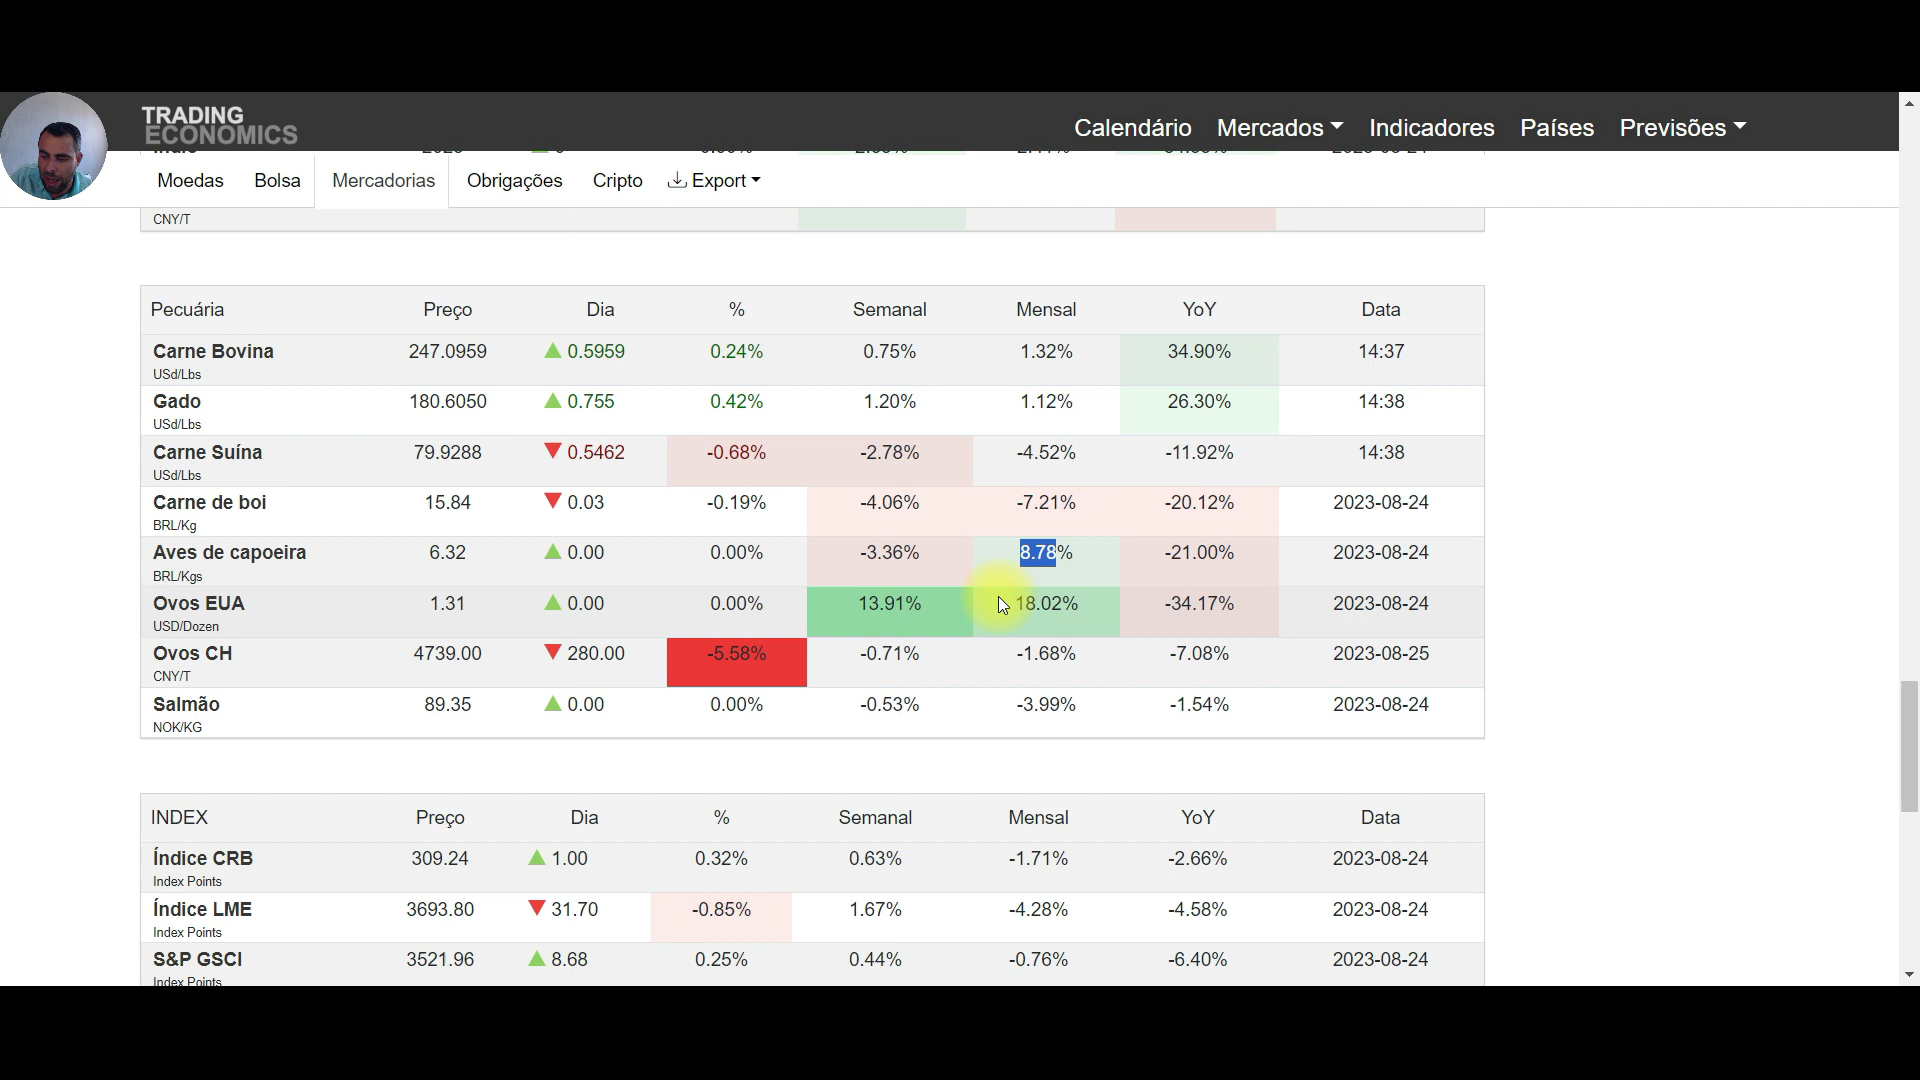 TRADING
ECONOMICS
Calendário Mercados Indicadores Países Previsões
Moedas Bolsa Mercadorias Obrigações Cripto Export
CNY/T
Pecuária Preço Dia % Semanal Mensal YoY Data
Carne Bovina 247.0959 0.5959 0.24% 0.75% 1.32% 34.90% 14:37
USd/Lbs
Gado 180.6050 0.755 0.42% 1.20% 1.12% 26.30% 14:38
USd/Lbs
Carne Suína 79.9288 0.5462 -0.68% -2.78% -4.52% -11.92% 14:38
USd/Lbs
Carne de boi 15.84 0.03 -0.19% -4.06% -7.21% -20.12% 2023-08-24
BRL/Kg
Aves de capoeira 6.32 0.00 0.00% -3.36% 8.78% -21.00% 2023-08-24
BRL/Kgs
Ovos EUA 1.31 0.00 0.00% 13.91% 18.02% -34.17% 2023-08-24
USD/Dozen
Ovos CH 4739.00 280.00 -5.58% -0.71% -1.68% -7.08% 2023-08-25
CNY/T
Salmão 89.35 0.00 0.00% -0.53% -3.99% -1.54% 2023-08-24
NOK/KG
INDEX Preço Dia % Semanal Mensal YoY Data
Índice CRB 309.24 1.00 0.32% 0.63% -1.71% -2.66% 2023-08-24
Index Points
Índice LME 3693.80 31.70 -0.85% 1.67% -4.28% -4.58% 2023-08-24
Index Points
S&P GSCI 3521.96 8.68 0.25% 0.44% -0.76% -6.40% 2023-08-24
Index Points